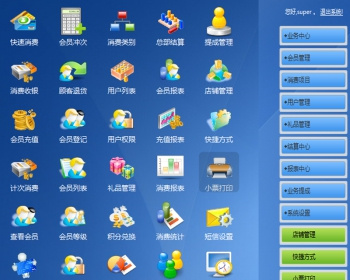 您好,super， 退出系统!
快速消费 会员冲次 消费类别 总部结算 提成管理
消费收银 顾客退货 用户列表 会员报表 店铺管理
会员充值 会员登记 用户权限 充值报表 快捷方式
计次消费 会员列表 礼品管理 消费报表 小票打印
查看会员 会员等级 积分兑换 消费统计 短信设置
•业务中心
•会员管理
•消费项目
•用户管理
•礼品管理
•结算中心
•报表中心
•业务提成
•系统设置
店铺管理
快捷方式
小票打印